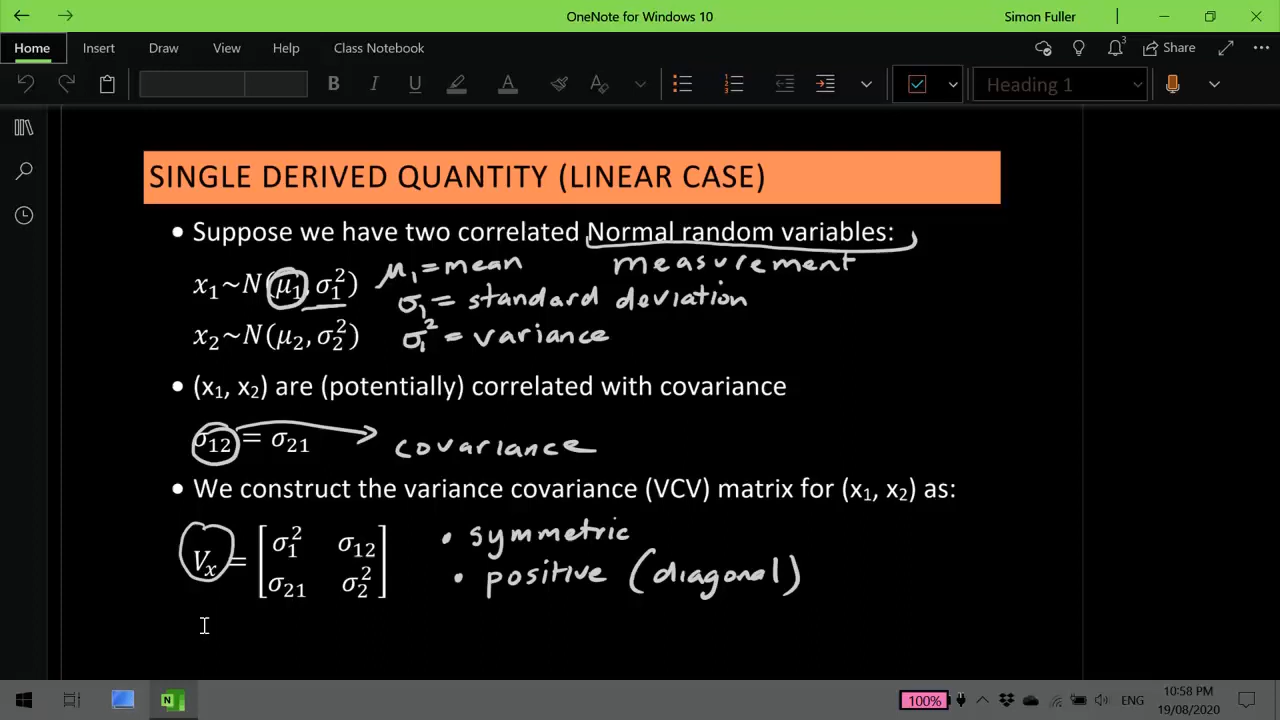 OneNote for Windows 10
Simon Fuller
Home Insert Draw View Help Class Notebook
3
Share
B I U A A Heading 1
SINGLE DERIVED QUANTITY (LINEAR CASE)
• Suppose we have two correlated Normal random variables:
measurement
x₁~N(μ₁, σ₁²) μ₁ = mean
σ₁ = standard deviation
x₂~N(μ₂, σ₂²) σ₁² = variance
• (x₁, x₂) are (potentially) correlated with covariance
σ₁₂ = σ₂₁ covariance
• We construct the variance covariance (VCV) matrix for (x₁, x₂) as:
• symmetric
Vₓ = [σ₁² σ₁₂
σ₂₁ σ₂²]
• positive (diagonal)
100% ENG 10:58 PM
19/08/2020